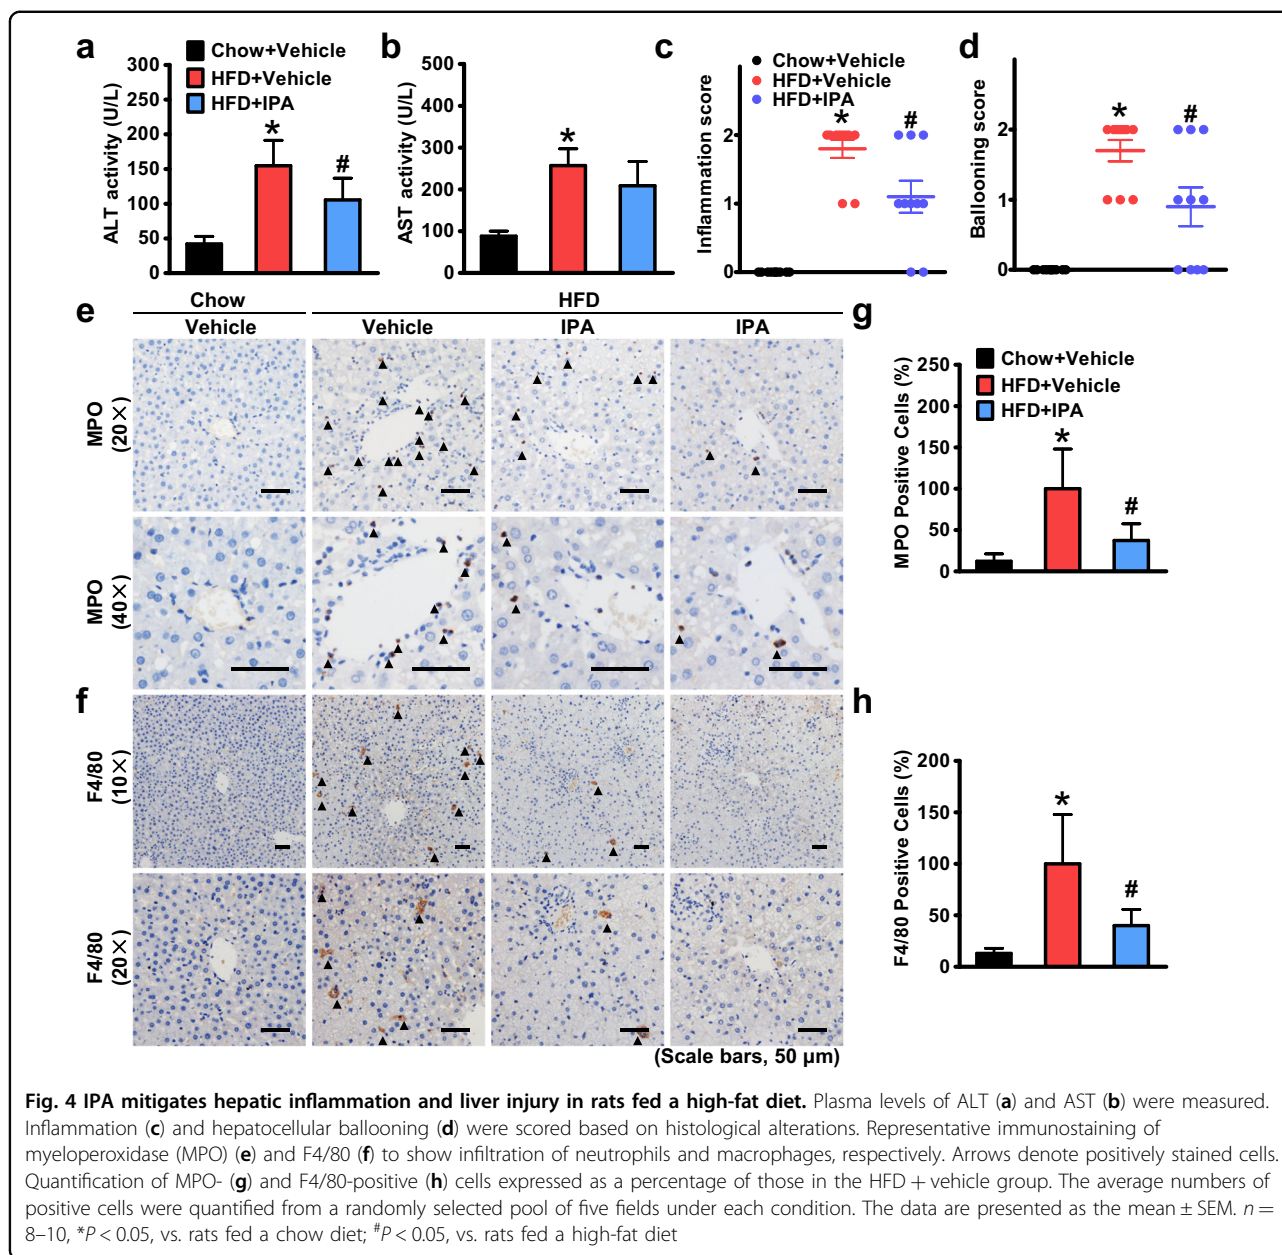 a
Chow+Vehicle
HFD+Vehicle
HFD+IPA
ALT activity (U/L)
300
250
200
150
100
50
0
*
#
b
AST activity (U/L)
500
400
300
200
100
0
*
c
Chow+Vehicle
HFD+Vehicle
HFD+IPA
Inflammation score
2
1
0
*
#
d
Ballooning score
2
1
0
*
#
e
Chow
HFD
Vehicle
Vehicle
IPA
IPA
MPO
(20×)
MPO
(40×)
f
F4/80
(10×)
F4/80
(20×)
(Scale bars, 50 μm)
g
MPO Positive Cells (%)
250
200
150
100
50
0
Chow+Vehicle
HFD+Vehicle
HFD+IPA
*
#
h
F4/80 Positive Cells (%)
200
150
100
50
0
*
#
Fig. 4 IPA mitigates hepatic inflammation and liver injury in rats fed a high-fat diet. Plasma levels of ALT (a) and AST (b) were measured.
Inflammation (c) and hepatocellular ballooning (d) were scored based on histological alterations. Representative immunostaining of
myeloperoxidase (MPO) (e) and F4/80 (f) to show infiltration of neutrophils and macrophages, respectively. Arrows denote positively stained cells.
Quantification of MPO- (g) and F4/80-positive (h) cells expressed as a percentage of those in the HFD + vehicle group. The average numbers of
positive cells were quantified from a randomly selected pool of five fields under each condition. The data are presented as the mean ± SEM. n =
8–10, *P < 0.05, vs. rats fed a chow diet; #P < 0.05, vs. rats fed a high-fat diet